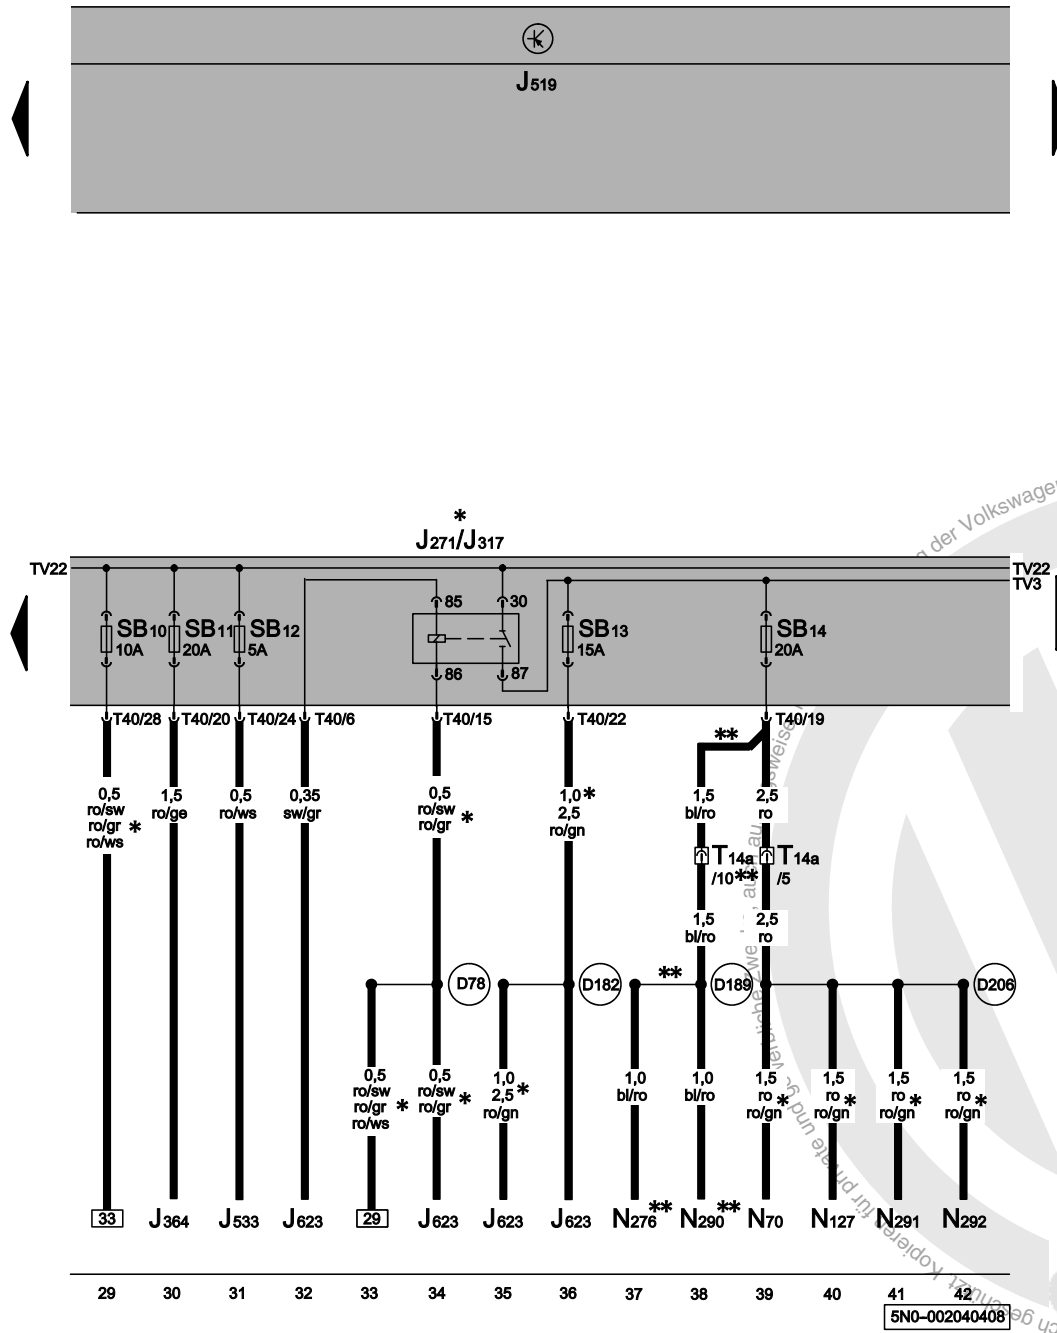 J519
*
J271/J317
TV22
TV22
TV3
85
30
SB10
10A
SB11
20A
SB12
5A
SB13
15A
SB14
20A
86
87
T40/28
T40/20
T40/24
T40/6
T40/15
T40/22
T40/19
**
0,5
ro/sw
ro/gr *
ro/ws
1,5
ro/ge
0,5
ro/ws
0,35
sw/gr
0,5
ro/sw
ro/gr *
1,0*
2,5
ro/gn
1,5
bl/ro
2,5
ro
T14a
/10**
T14a
/5
1,5
bl/ro
2,5
ro
**
D78
D182
D189
D206
0,5
ro/sw
ro/gr *
ro/ws
0,5
ro/sw *
ro/gr
1,0
2,5 *
ro/gn
1,0
bl/ro
1,0
bl/ro
1,5
ro
ro/gn *
1,5
ro
ro/gn *
1,5
ro
ro/gn *
1,5
ro
ro/gn *
33
J364
J533
J623
29
J623
J623
J623
N276 **
N290 **
N70
N127
N291
N292
29 30 31 32 33 34 35 36 37 38 39 40 41 42
5N0-002040408
der Volkswagen
für private und
Kopieren